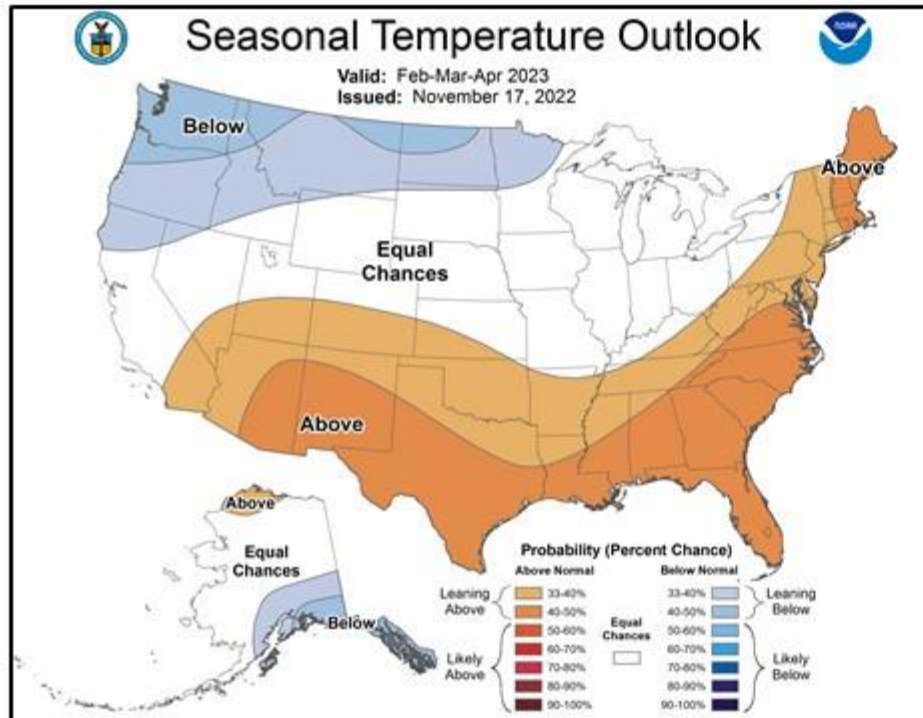 Seasonal Temperature Outlook
Valid: Feb-Mar-Apr 2023
Issued: November 17, 2022
Below
Above
Equal
Chances
Above
Above
Equal
Chances
Below
Probability (Percent Chance)
Above Normal
Below Normal
Leaning
Above
33-40%
40-50%
Likely
Above
50-60%
60-70%
70-80%
80-90%
90-100%
Equal
Chances
33-40%
40-50%
Leaning
Below
50-60%
60-70%
70-80%
80-90%
90-100%
Likely
Below